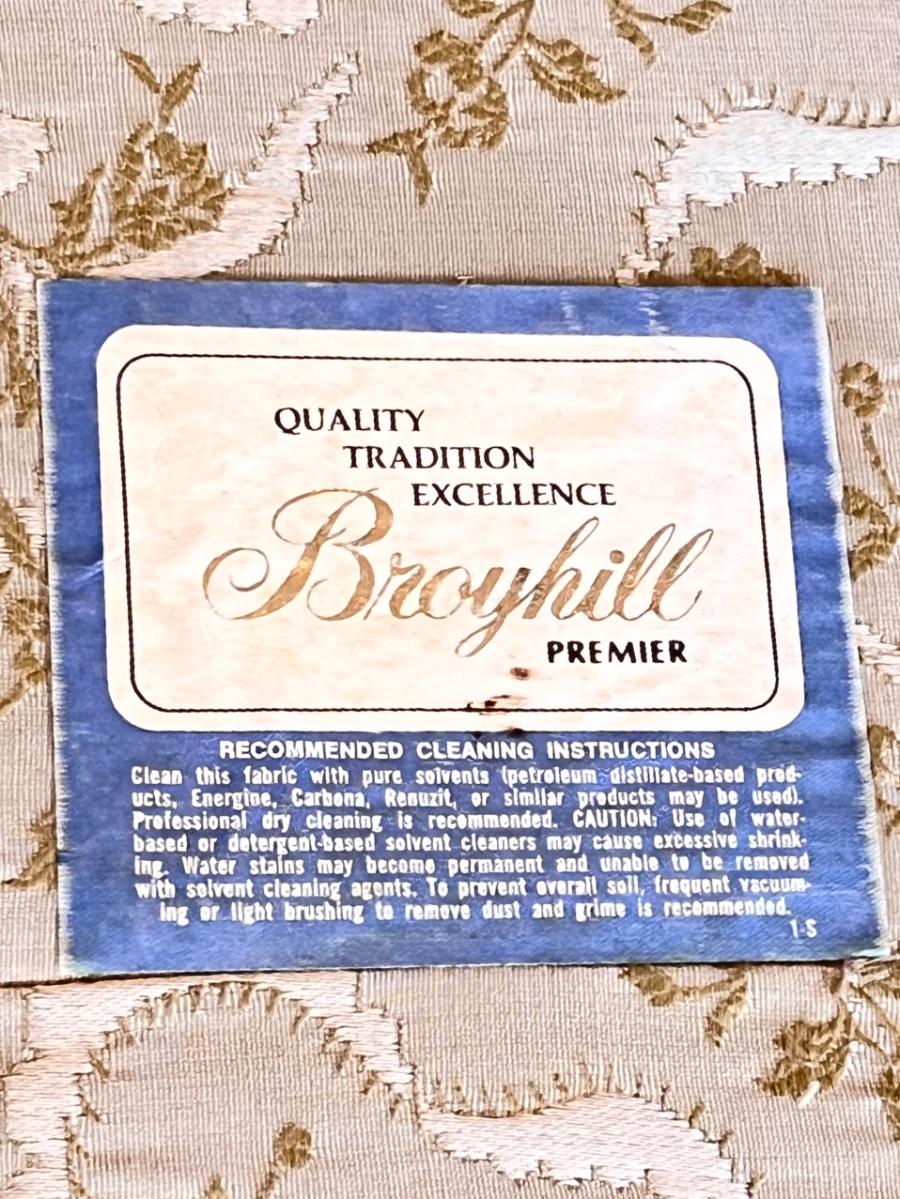 QUALITY
TRADITION
EXCELLENCE
Broyhill
PREMIER
RECOMMENDED CLEANING INSTRUCTIONS
Clean this fabric with pure solvents (petroleum distillate-based prod-
ucts, Energine, Carbona, Renuzit, or similar products may be used).
Professional dry cleaning is recommended. CAUTION: Use of water-
based or detergent-based solvent cleaners may cause excessive shrink-
ing. Water stains may become permanent and unable to be removed
with solvent cleaning agents. To prevent overall soil, frequent vacuum-
ing or light brushing to remove dust and grime is recommended.
1-S